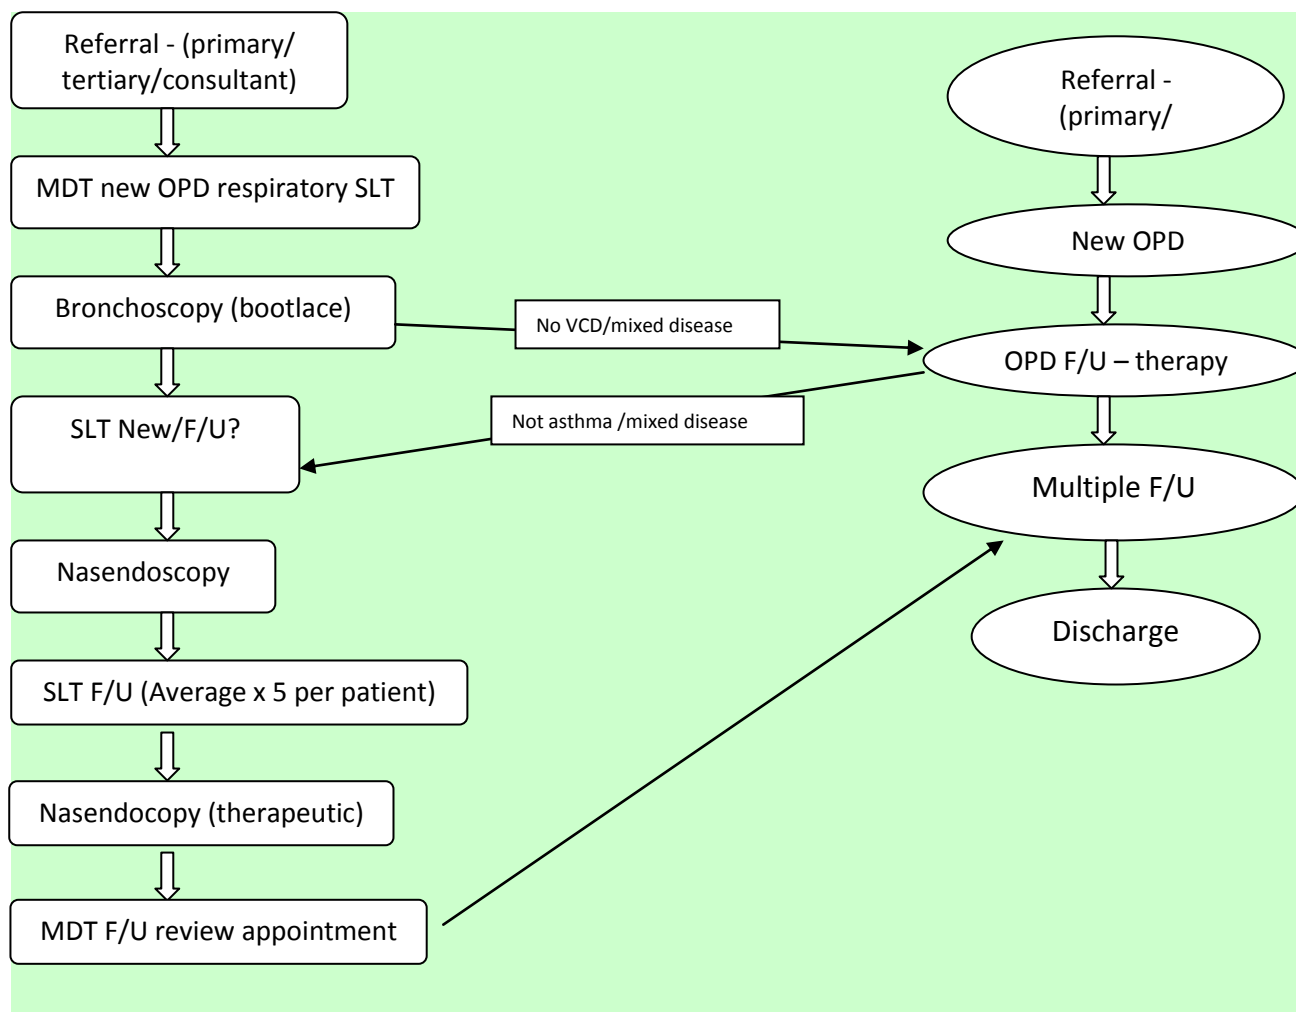 Referral - (primary/
tertiary/consultant)
MDT new OPD respiratory SLT
Bronchoscopy (bootlace)
SLT New/F/U?
Nasendoscopy
SLT F/U (Average x 5 per patient)
Nasendocopy (therapeutic)
MDT F/U review appointment
No VCD/mixed disease
Not asthma /mixed disease
Referral -
(primary/
New OPD
OPD F/U – therapy
Multiple F/U
Discharge